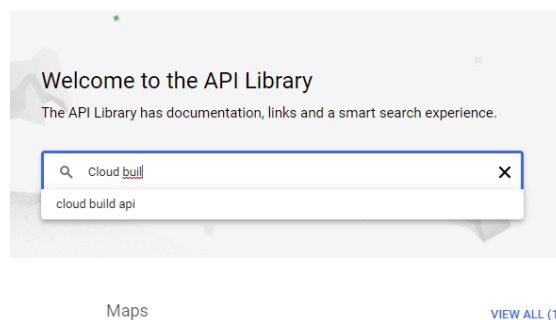 Welcome to the API Library
The API Library has documentation, links and a smart search experience.
Cloud buil
cloud build api
Maps
VIEW ALL (1